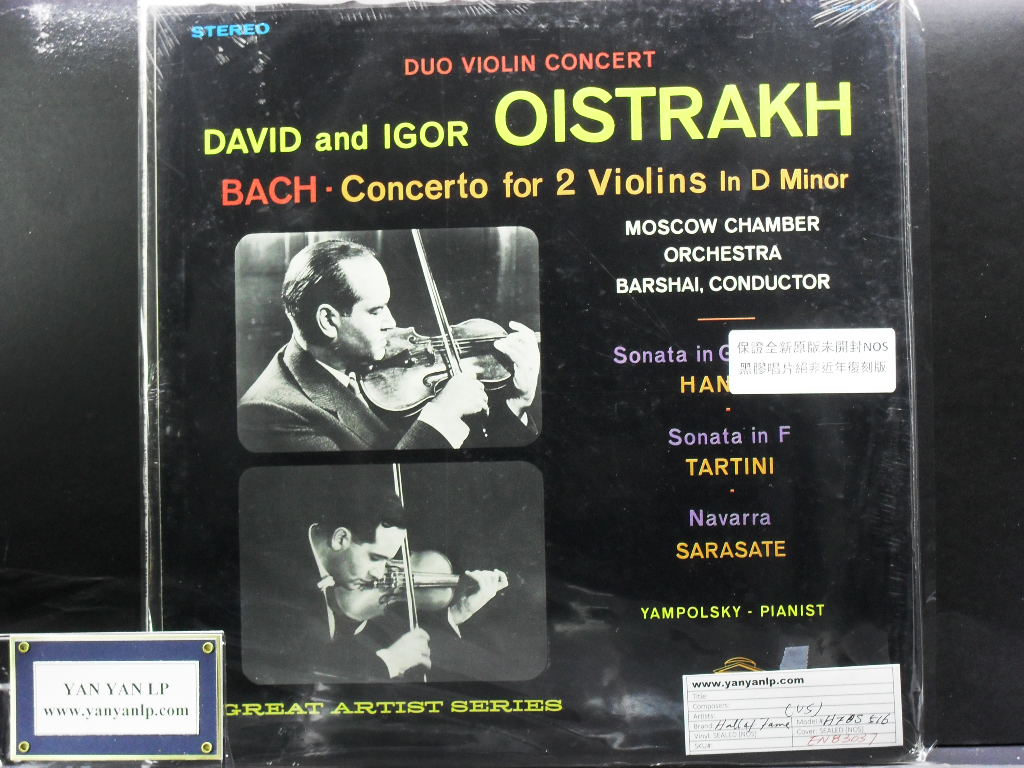 STEREO
DUO VIOLIN CONCERT
DAVID and IGOR OISTRAKH
BACH · Concerto for 2 Violins In D Minor
MOSCOW CHAMBER
ORCHESTRA
BARSHAI, CONDUCTOR
Sonata in G
HAN
保證全新原版未開封NOS
黑膠唱片絕非近年復刻版
Sonata in F
TARTINI
Navarra
SARASATE
YAMPOLSKY - PIANIST
GREAT ARTIST SERIES
YAN YAN LP
www.yanyanlp.com
www.yanyanlp.com
Title:
Composers:
Artists: (VS)
Brand: Hall of Fame Model # H7BS 516
Vinyl: SEALED (NOS) Cover: SEALED (NOS)
SKU# EN83037